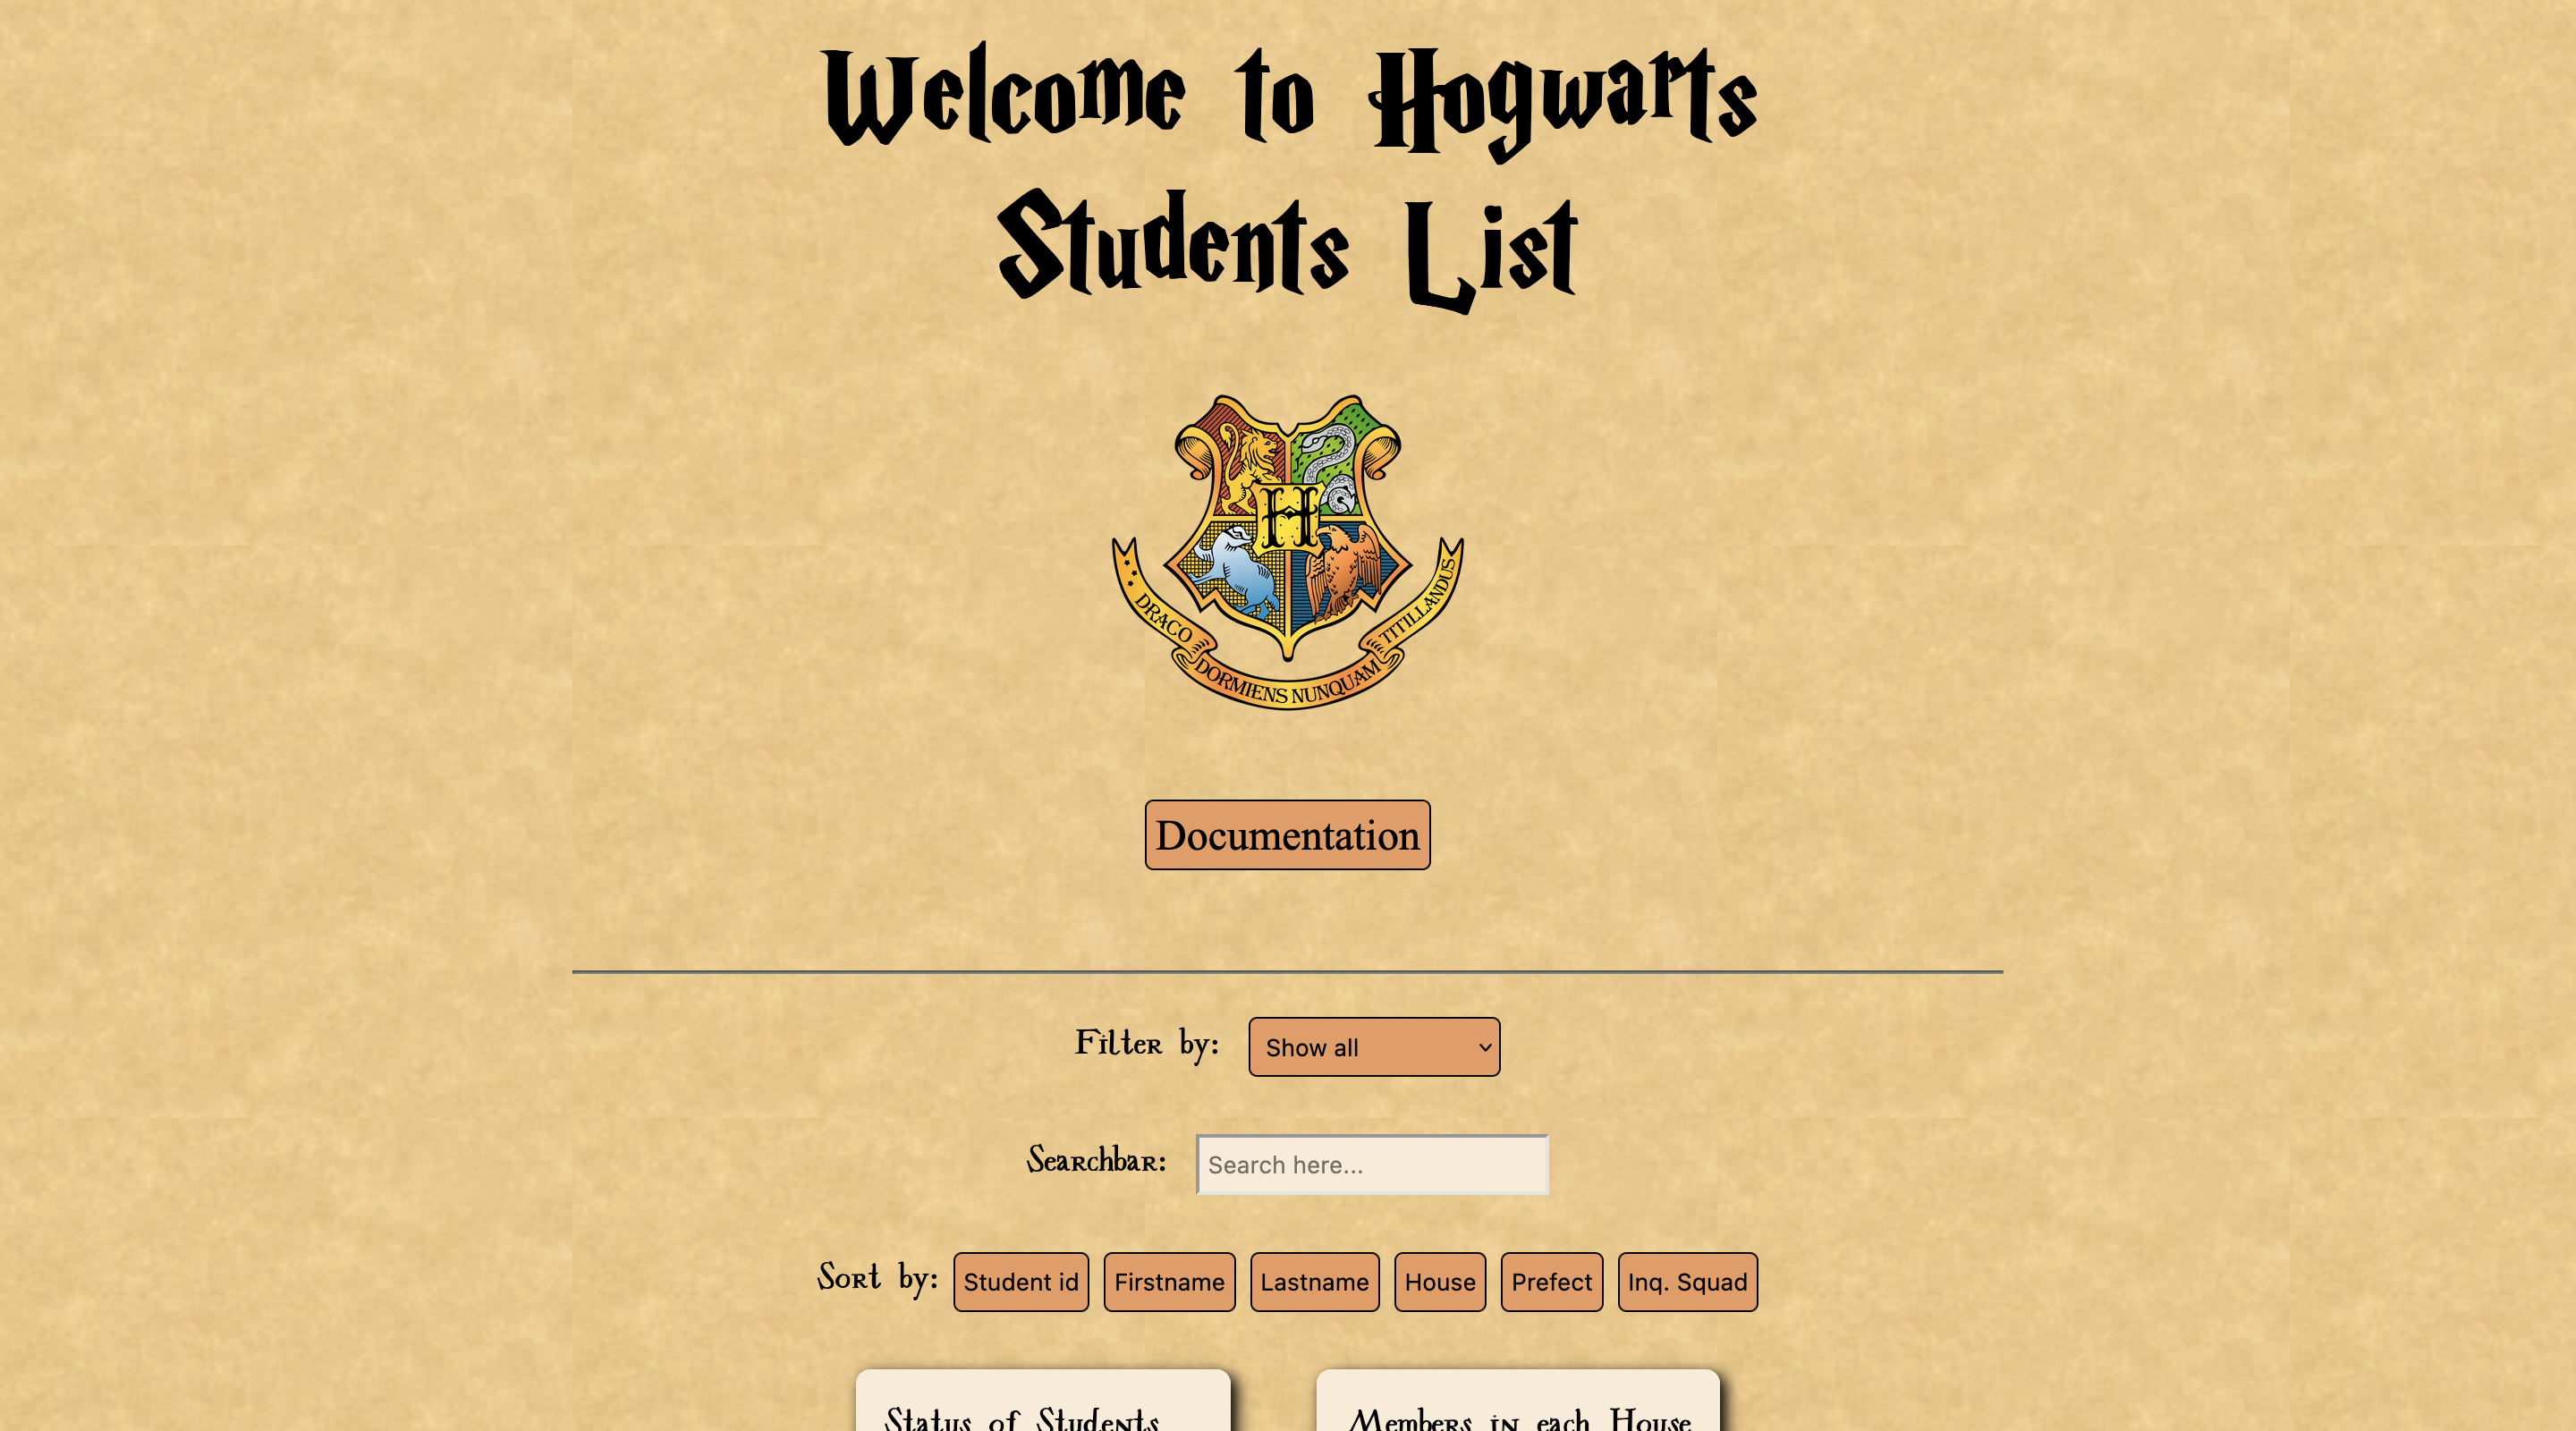 Welcome to Hogwarts
Students List
H
DRACO DORMIENS NUNQUAM TITILLANDUS
Documentation
Filter by: Show all
Searchbar: Search here...
Sort by: Student id Firstname Lastname House Prefect Inq. Squad
Status of Students Members in each House